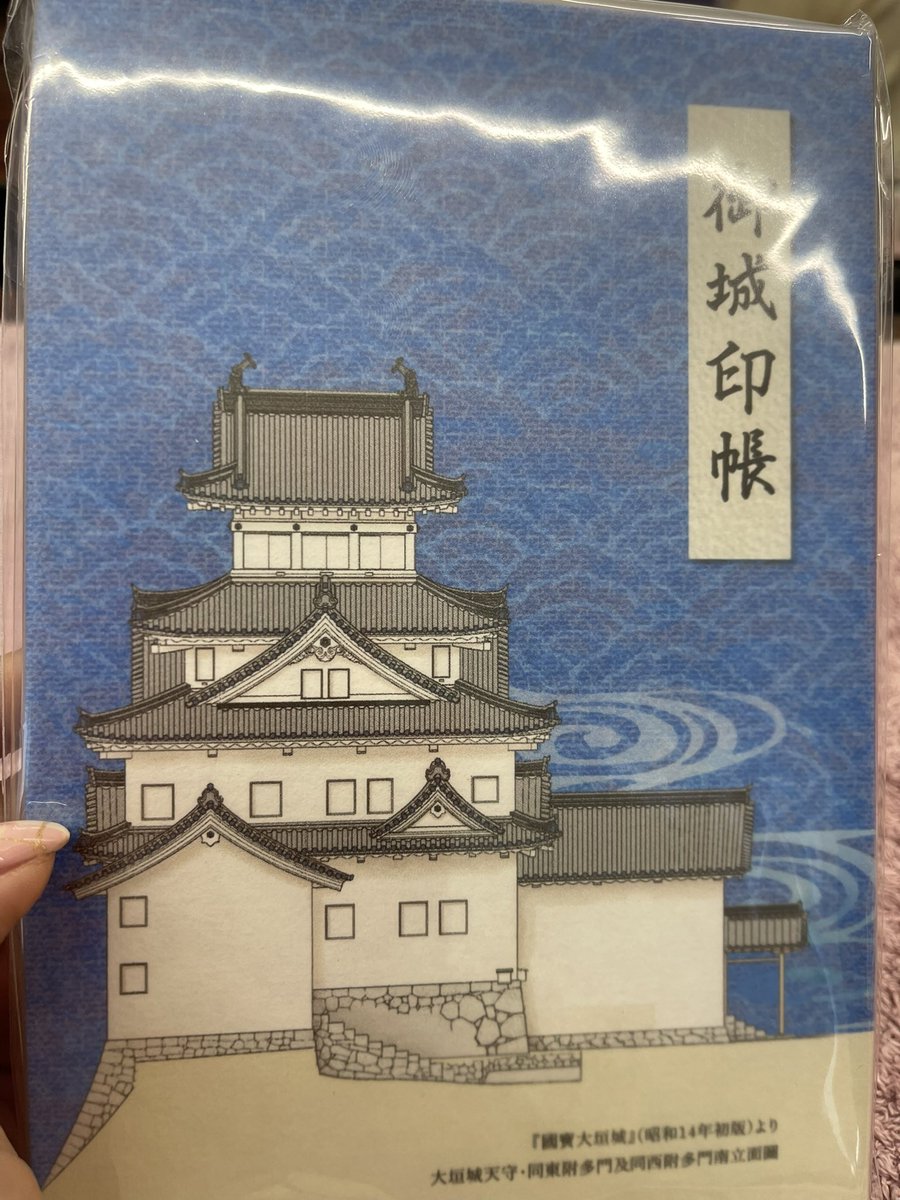 御城印帳
『國寶大垣城』(昭和14年初版)より
大垣城天守・同東附多門及同西附多門南立面圖